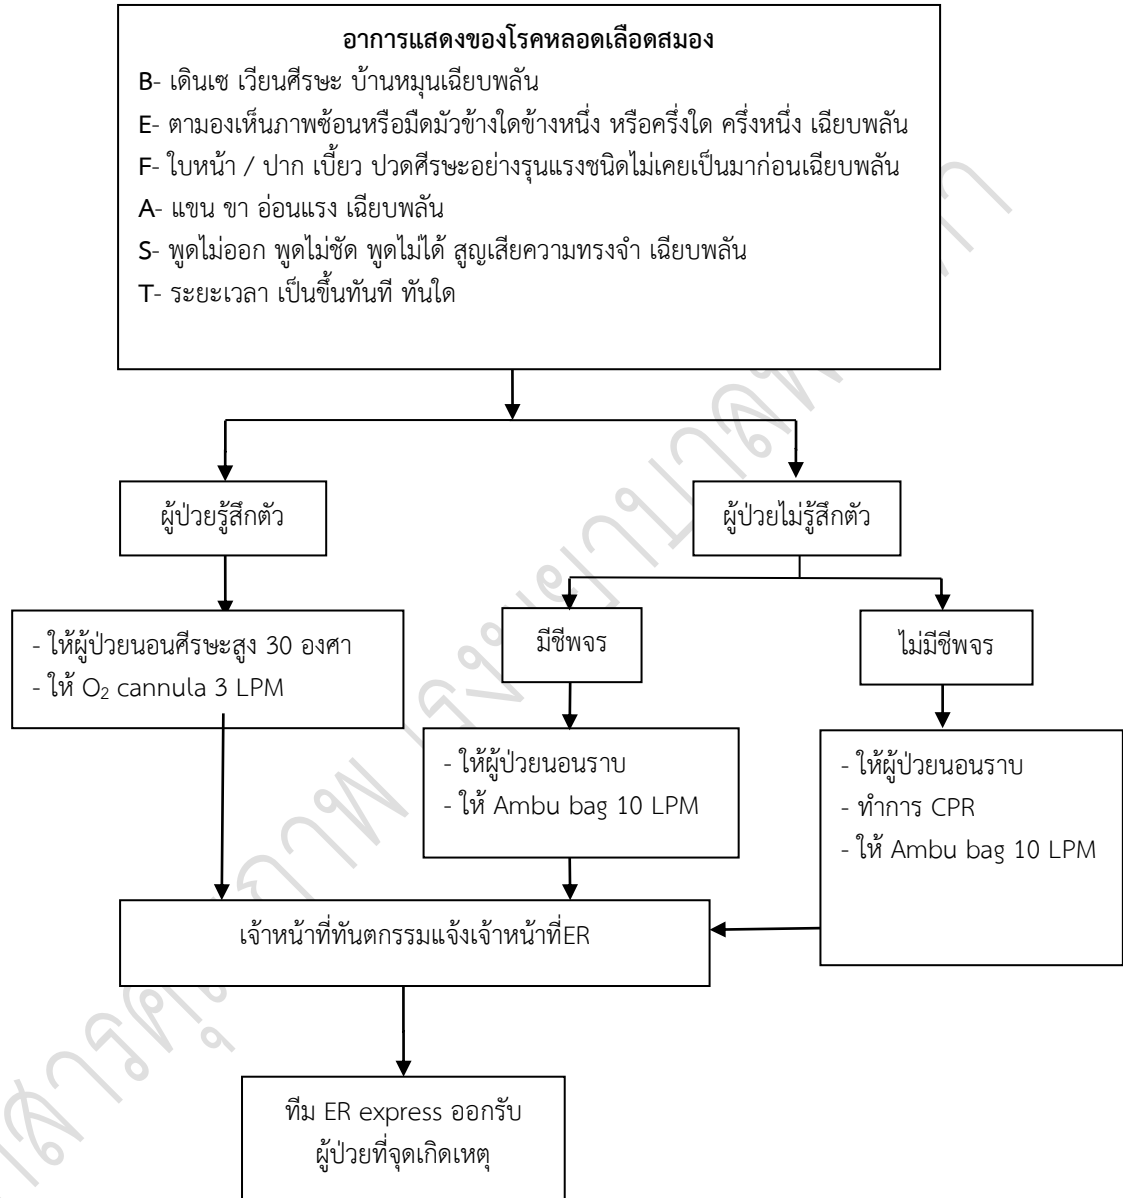 อาการแสดงของโรคหลอดเลือดสมอง
B- เดินเซ เวียนศีรษะ บ้านหมุนเฉียบพลัน
E- ตามองเห็นภาพซ้อนหรือมืดมัวข้างใดข้างหนึ่ง หรือครึ่งใด ครึ่งหนึ่ง เฉียบพลัน
F- ใบหน้า / ปาก เบี้ยว ปวดศีรษะอย่างรุนแรงชนิดไม่เคยเป็นมาก่อนเฉียบพลัน
A- แขน ขา อ่อนแรง เฉียบพลัน
S- พูดไม่ออก พูดไม่ชัด พูดไม่ได้ สูญเสียความทรงจำ เฉียบพลัน
T- ระยะเวลา เป็นขึ้นทันที ทันใด
ผู้ป่วยรู้สึกตัว
ผู้ป่วยไม่รู้สึกตัว
- ให้ผู้ป่วยนอนศีรษะสูง 30 องศา
- ให้ O₂ cannula 3 LPM
มีชีพจร
ไม่มีชีพจร
- ให้ผู้ป่วยนอนราบ
- ให้ Ambu bag 10 LPM
- ให้ผู้ป่วยนอนราบ
- ทำการ CPR
- ให้ Ambu bag 10 LPM
เจ้าหน้าที่ทันตกรรมแจ้งเจ้าหน้าที่ER
ทีม ER express ออกรับ
ผู้ป่วยที่จุดเกิดเหตุ